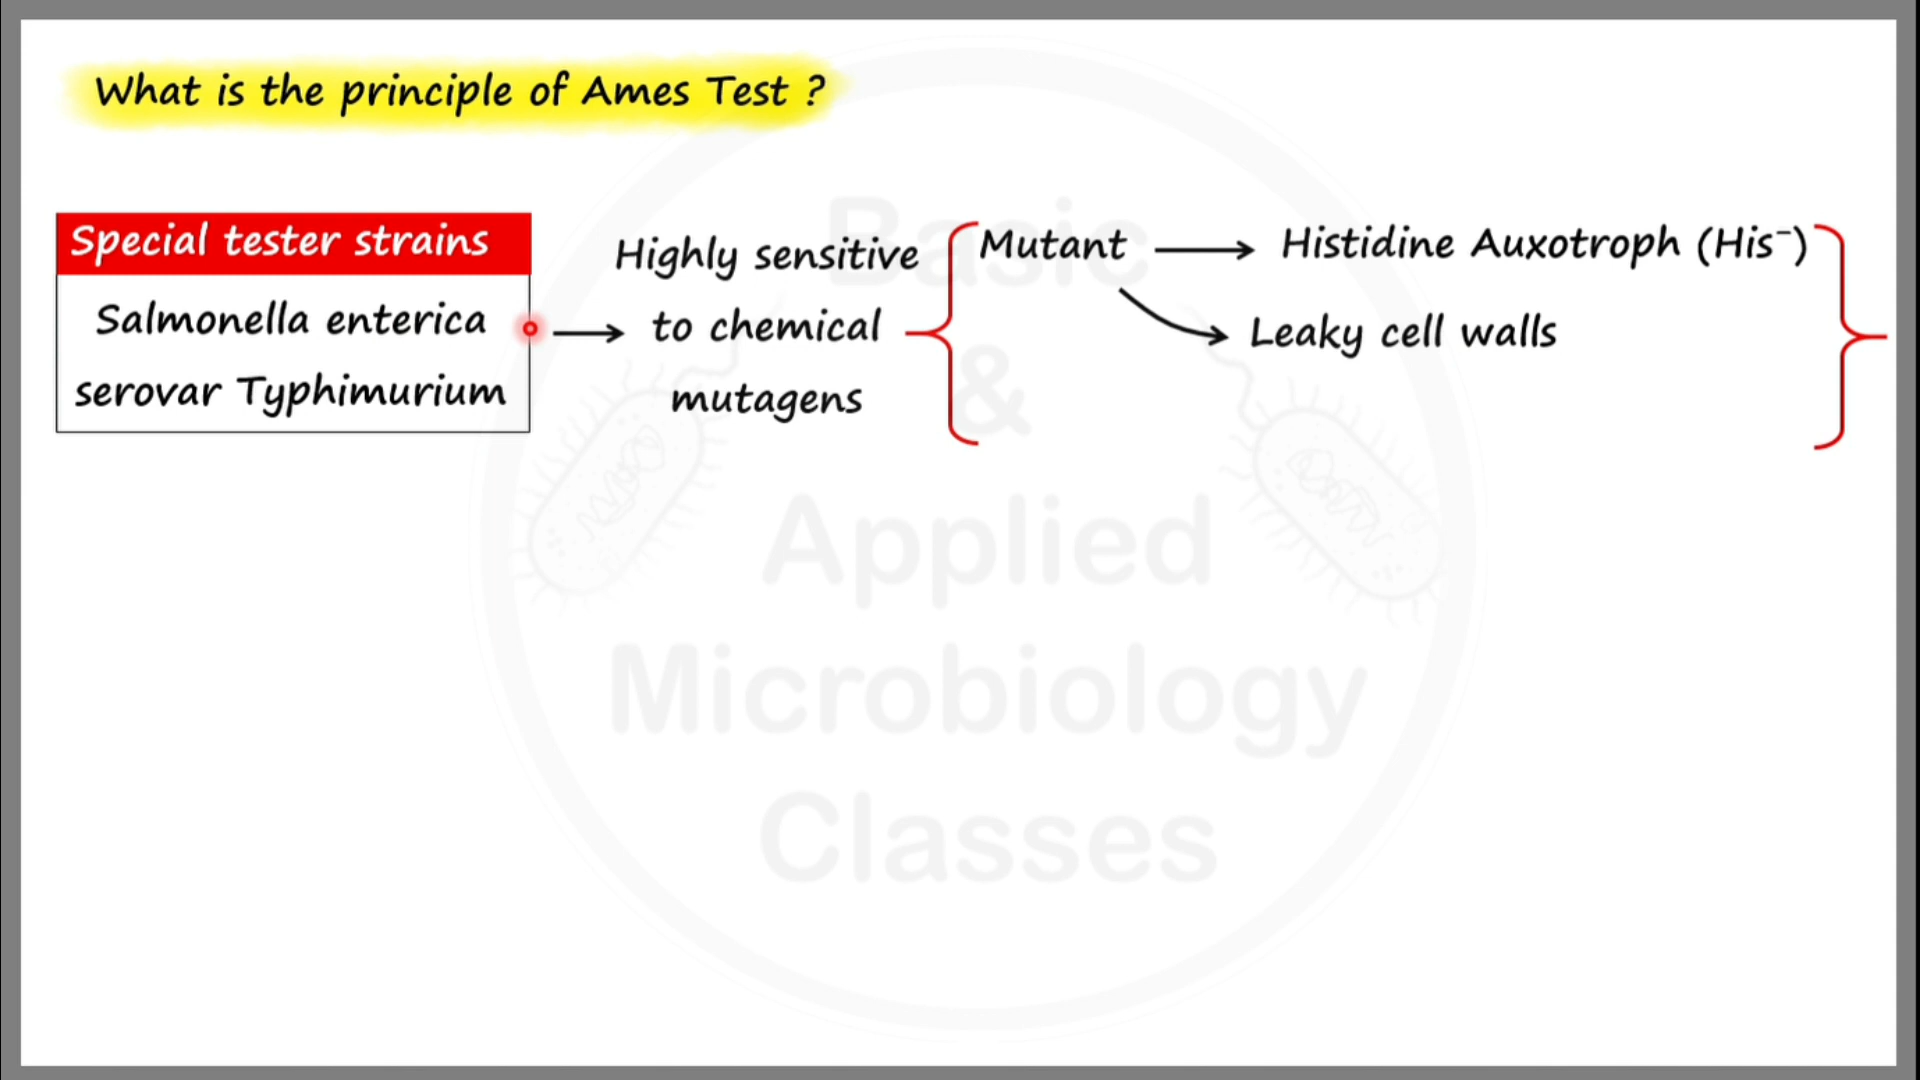 What is the principle of Ames Test ?
Special tester strains
Salmonella enterica
serovar Typhimurium
Highly sensitive
to chemical
mutagens
Mutant
Histidine Auxotroph (His⁻)
Leaky cell walls
Basic
&
Applied
Microbiology
Classes